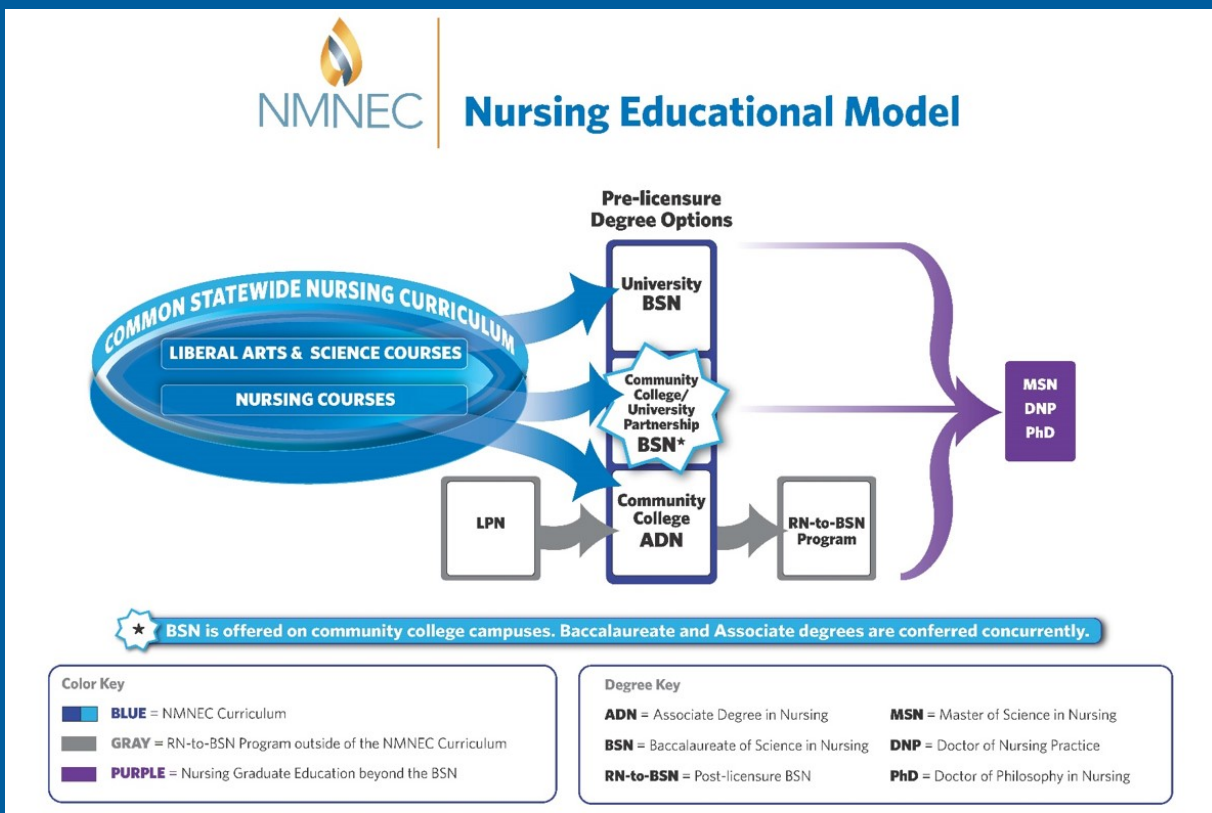 NMNEC
Nursing Educational Model
Pre-licensure
Degree Options
COMMON STATEWIDE NURSING CURRICULUM
LIBERAL ARTS & SCIENCE COURSES
NURSING COURSES
University
BSN
Community
College/
University
Partnership
BSN*
Community
College
ADN
LPN
RN-to-BSN
Program
MSN
DNP
PhD
★ BSN is offered on community college campuses. Baccalaureate and Associate degrees are conferred concurrently.
Color Key
BLUE = NMNEC Curriculum
GRAY = RN-to-BSN Program outside of the NMNEC Curriculum
PURPLE = Nursing Graduate Education beyond the BSN
Degree Key
ADN = Associate Degree in Nursing
BSN = Baccalaureate of Science in Nursing
RN-to-BSN = Post-licensure BSN
MSN = Master of Science in Nursing
DNP = Doctor of Nursing Practice
PhD = Doctor of Philosophy in Nursing